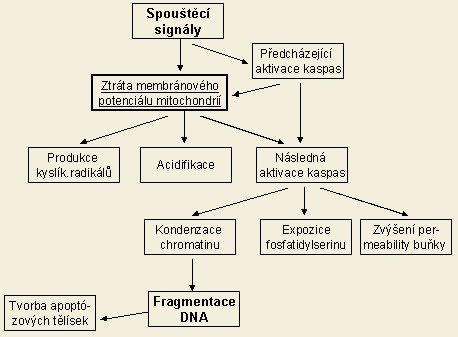 Spouštěcí
signály
Předcházející
aktivace kaspas
Ztráta membránového
potenciálu mitochondrií
Produkce
kyslík.radikálů
Acidifikace
Následná
aktivace kaspas
Kondenzace
chromatinu
Expozice
fosfatidylserinu
Zvýšení per-
meability buňky
Fragmentace
DNA
Tvorba apoptó-
zových tělísek